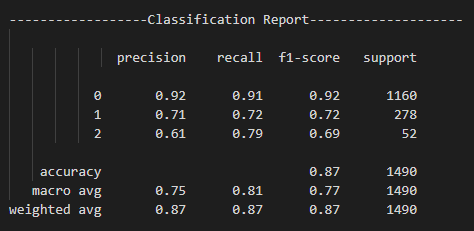 ------------------Classification Report--------------------
precision recall f1-score support
0 0.92 0.91 0.92 1160
1 0.71 0.72 0.72 278
2 0.61 0.79 0.69 52
accuracy 0.87 1490
macro avg 0.75 0.81 0.77 1490
weighted avg 0.87 0.87 0.87 1490